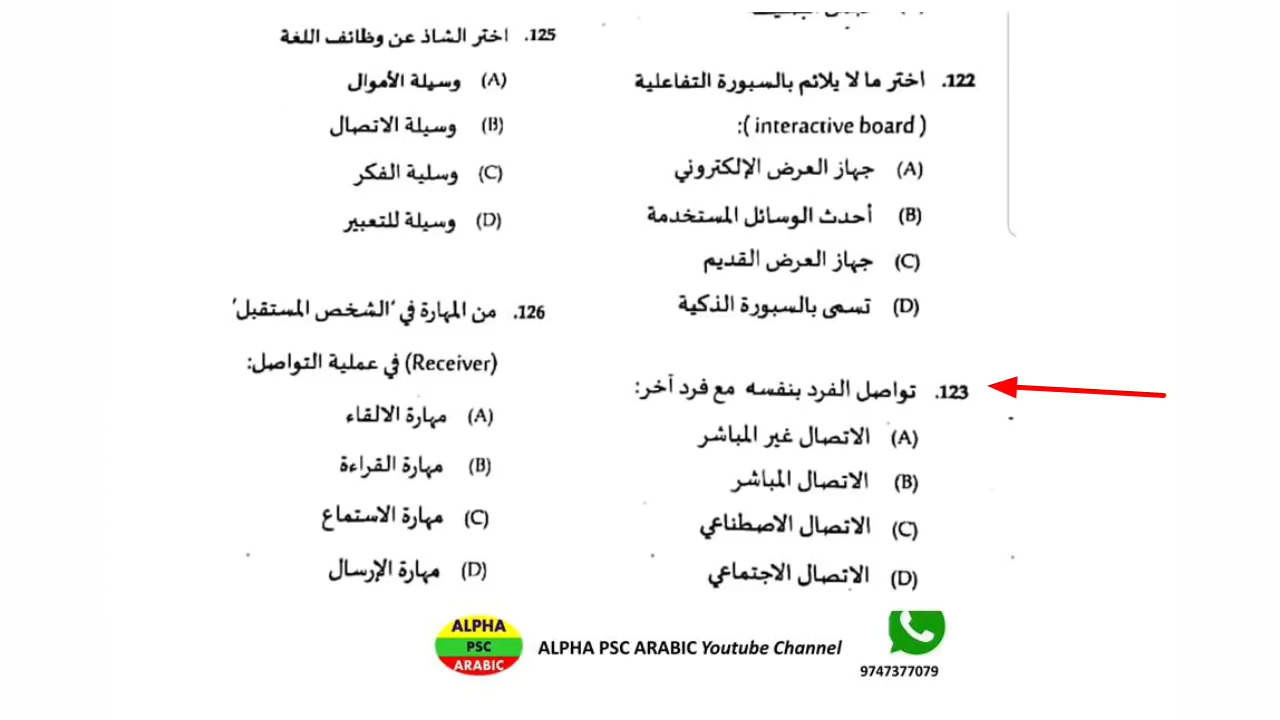 122. اختر ما لا يلائم بالسبورة التفاعلية
( interactive board ):
(A) جهاز العرض الإلكتروني
(B) أحدث الوسائل المستخدمة
(C) جهاز العرض القديم
(D) تسمى بالسبورة الذكية
123. تواصل الفرد بنفسه مع فرد آخر:
(A) الاتصال غير المباشر
(B) الاتصال المباشر
(C) الاتصال الاصطناعي
(D) الاتصال الاجتماعي
125. اختر الشاذ عن وظائف اللغة
(A) وسيلة الأموال
(B) وسيلة الاتصال
(C) وسلية الفكر
(D) وسيلة للتعبير
126. من المهارة في "الشخص المستقبل"
(Receiver) في عملية التواصل:
(A) مهارة الالقاء
(B) مهارة القراءة
(C) مهارة الاستماع
(D) مهارة الإرسال
ALPHA
PSC
ARABIC
ALPHA PSC ARABIC Youtube Channel
9747377079